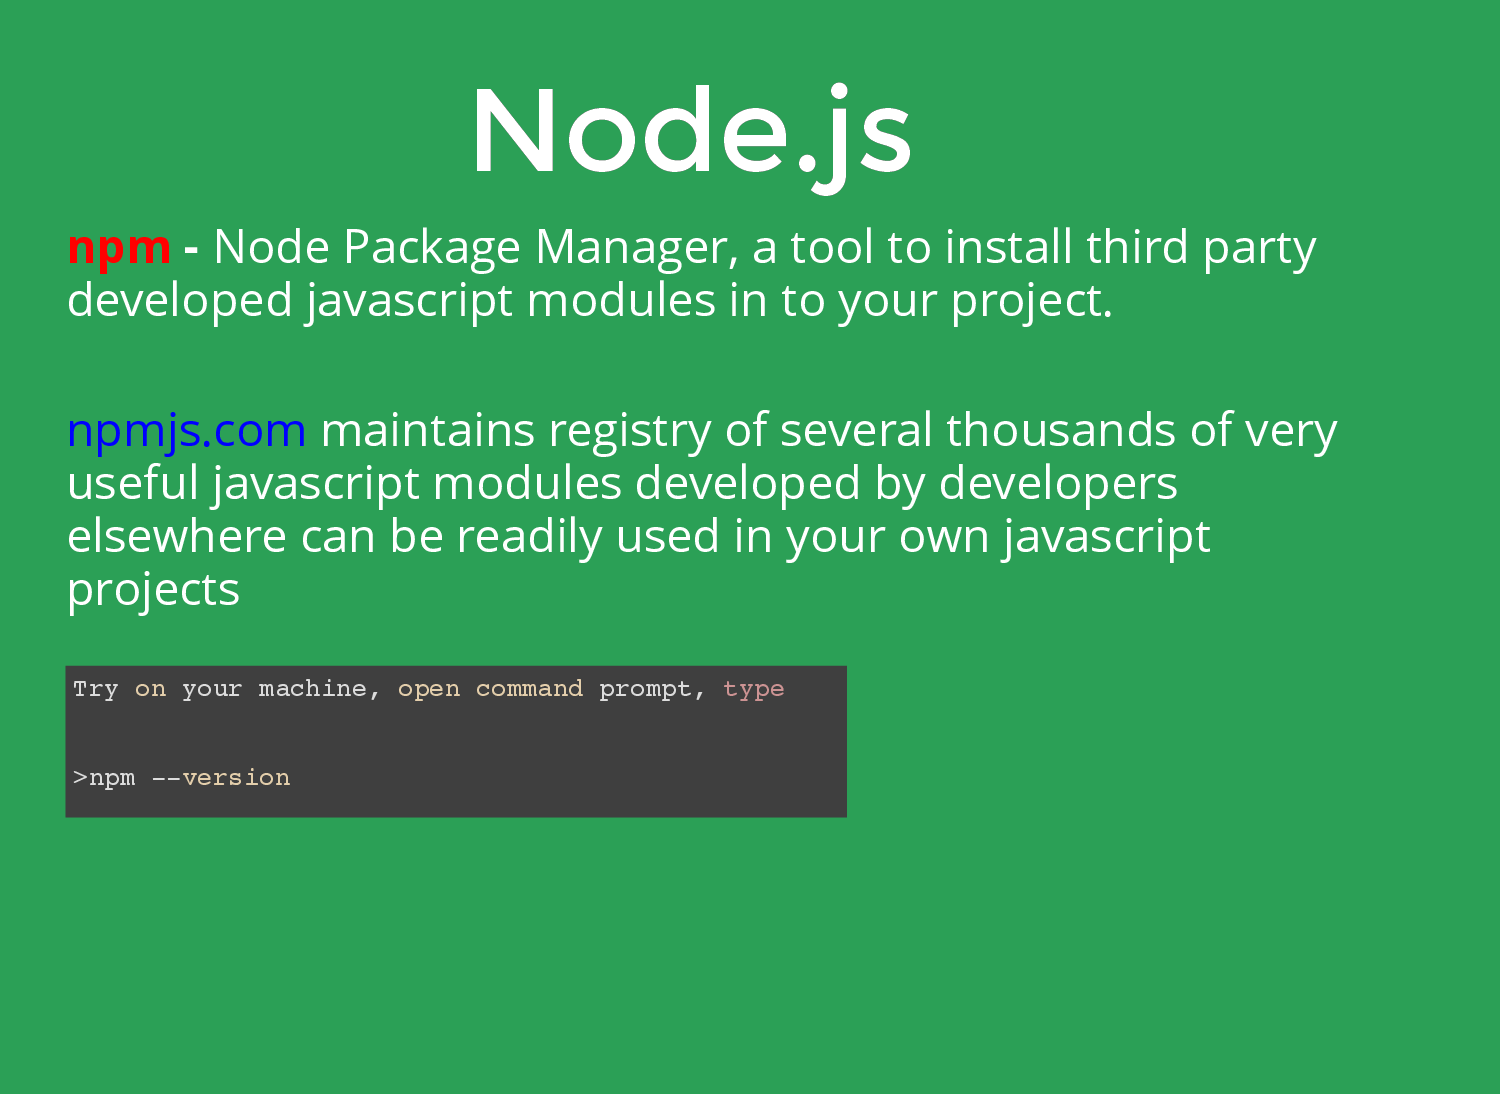 Node.js
npm - Node Package Manager, a tool to install third party
developed javascript modules in to your project.
npmjs.com maintains registry of several thousands of very
useful javascript modules developed by developers
elsewhere can be readily used in your own javascript
projects
Try on your machine, open command prompt, type
>npm --version